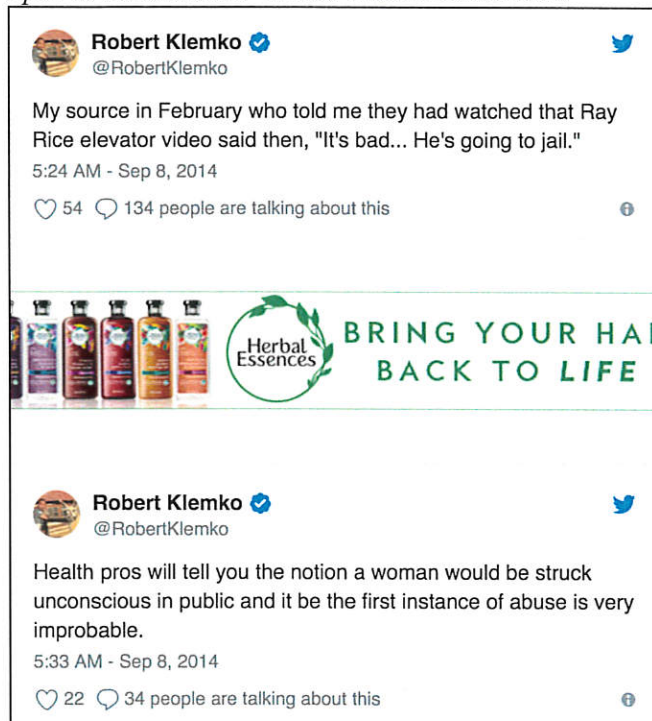 Robert Klemko
@RobertKlemko
My source in February who told me they had watched that Ray
Rice elevator video said then, "It's bad... He's going to jail."
5:24 AM - Sep 8, 2014
54 134 people are talking about this
Herbal
Essences
BRING YOUR HAI
BACK TO LIFE
Robert Klemko
@RobertKlemko
Health pros will tell you the notion a woman would be struck
unconscious in public and it be the first instance of abuse is very
improbable.
5:33 AM - Sep 8, 2014
22 34 people are talking about this